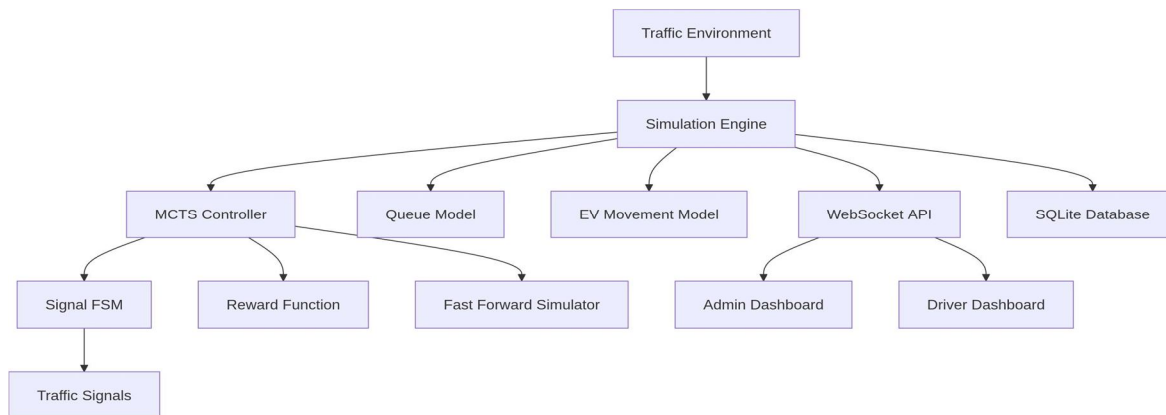 Traffic Environment
Simulation Engine
MCTS Controller
Queue Model
EV Movement Model
WebSocket API
SQLite Database
Signal FSM
Reward Function
Fast Forward Simulator
Admin Dashboard
Driver Dashboard
Traffic Signals